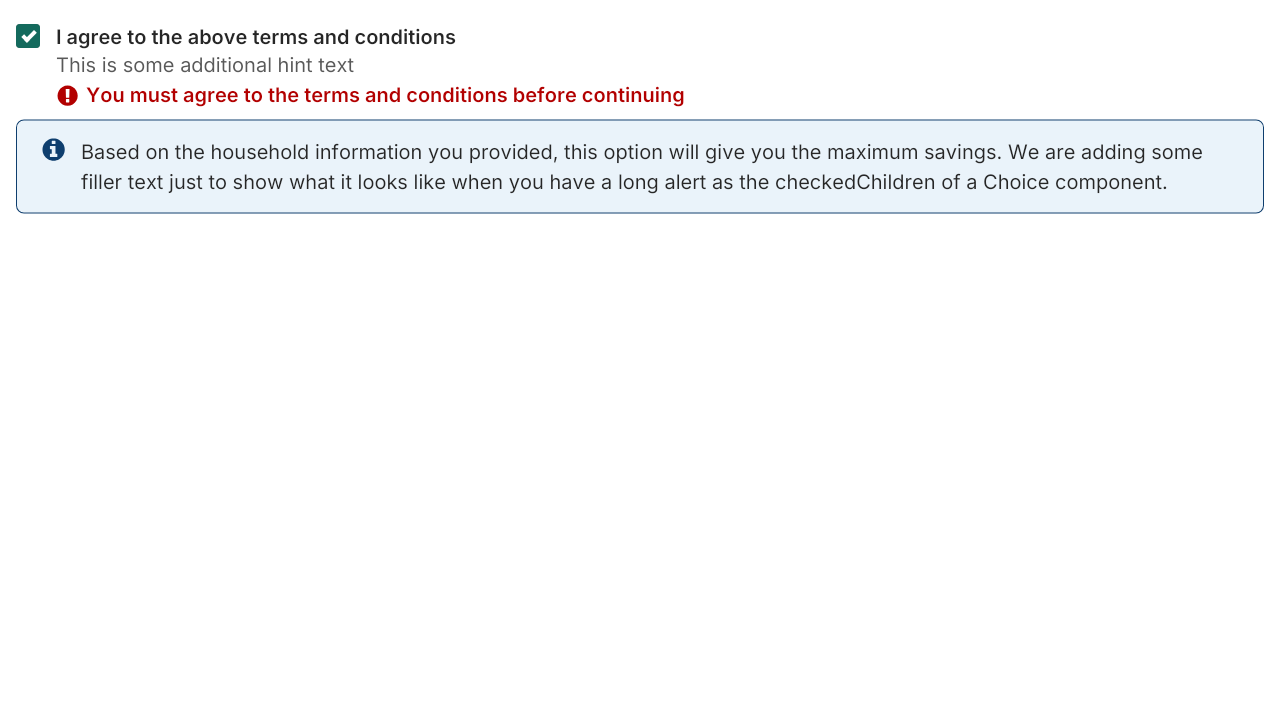 I agree to the above terms and conditions
This is some additional hint text
You must agree to the terms and conditions before continuing
Based on the household information you provided, this option will give you the maximum savings. We are adding some
filler text just to show what it looks like when you have a long alert as the checkedChildren of a Choice component.